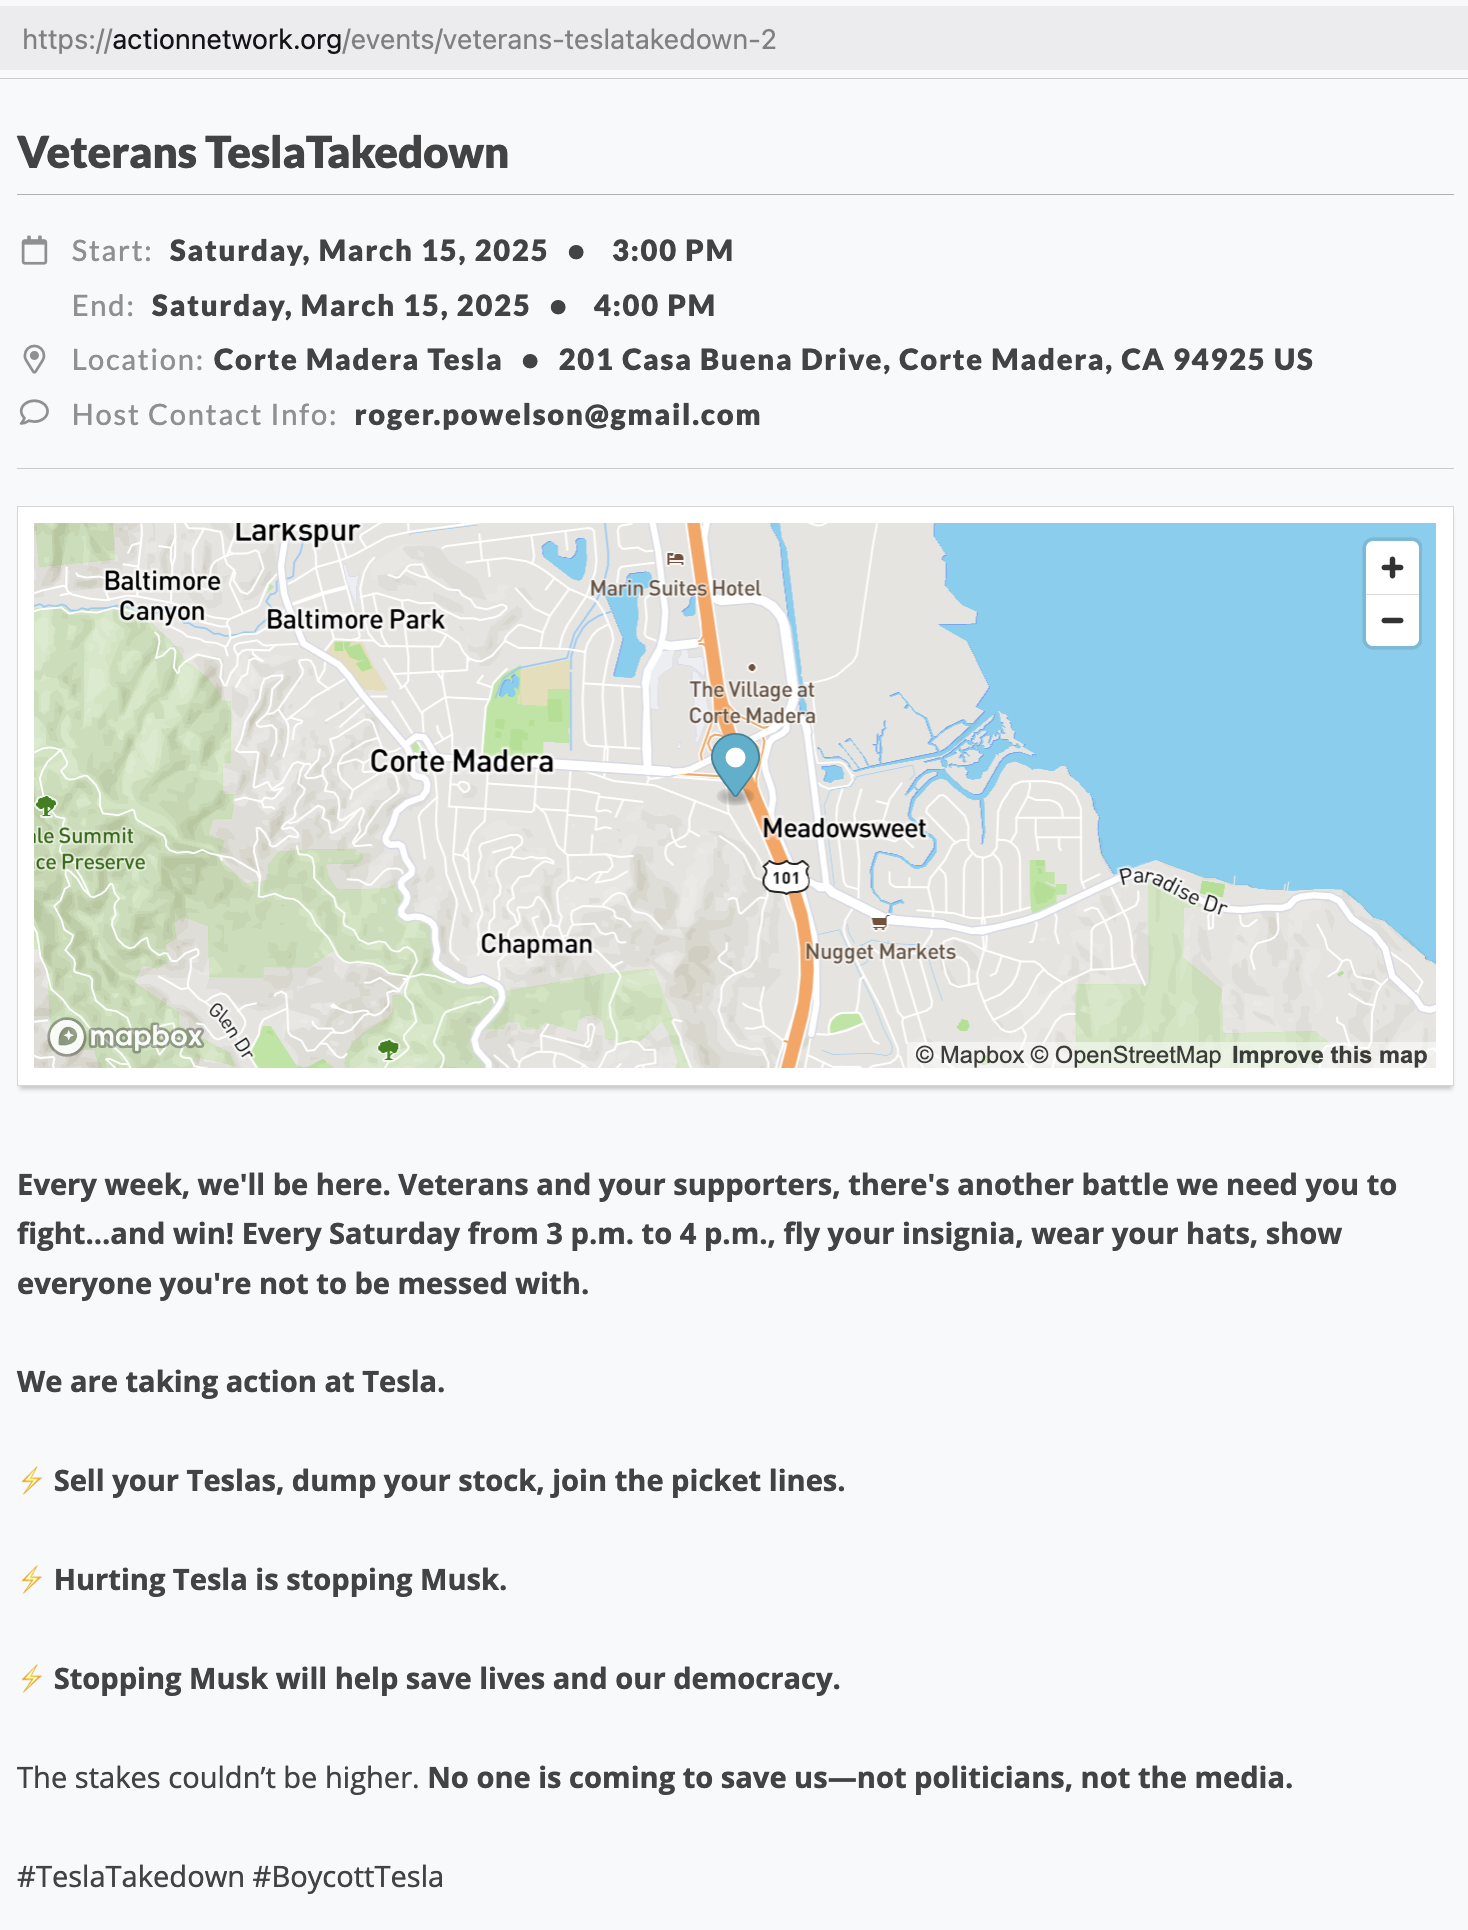 https://actionnetwork.org/events/veterans-teslatakedown-2
Veterans TeslaTakedown
Start: Saturday, March 15, 2025 ● 3:00 PM
End: Saturday, March 15, 2025 ● 4:00 PM
Location: Corte Madera Tesla ● 201 Casa Buena Drive, Corte Madera, CA 94925 US
Host Contact Info: roger.powelson@gmail.com
Larkspur
Baltimore
Canyon
Baltimore Park
Marin Suites Hotel
+
−
The Village at
Corte Madera
Corte Madera
le Summit
ce Preserve
Meadowsweet
101
Paradise Dr
Chapman
Nugget Markets
Glen Dr
mapbox
© Mapbox © OpenStreetMap Improve this map
Every week, we'll be here. Veterans and your supporters, there's another battle we need you to
fight...and win! Every Saturday from 3 p.m. to 4 p.m., fly your insignia, wear your hats, show
everyone you're not to be messed with.
We are taking action at Tesla.
⚡ Sell your Teslas, dump your stock, join the picket lines.
⚡ Hurting Tesla is stopping Musk.
⚡ Stopping Musk will help save lives and our democracy.
The stakes couldn’t be higher. No one is coming to save us—not politicians, not the media.
#TeslaTakedown #BoycottTesla